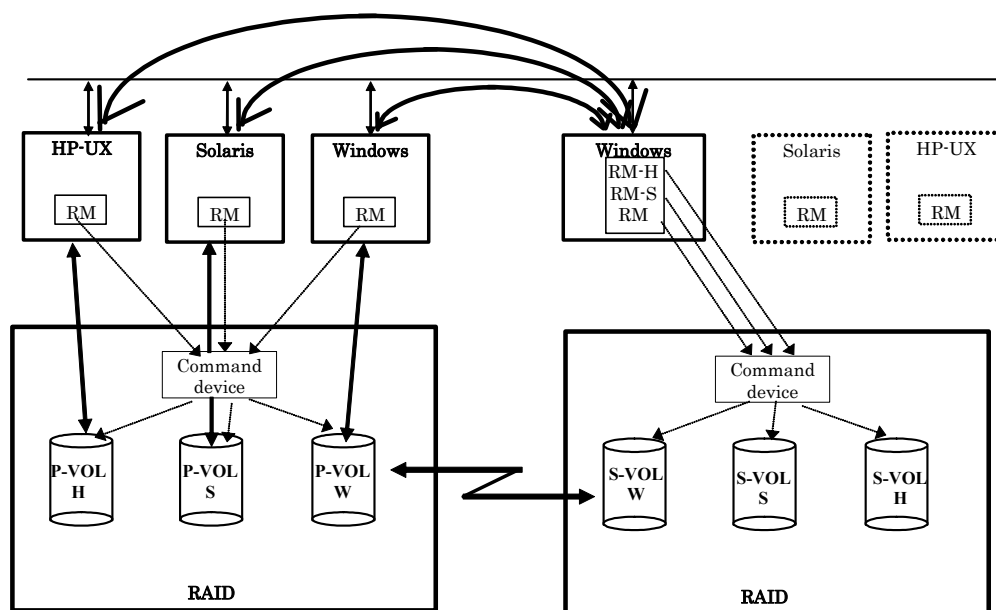 HP-UX
RM
Solaris
RM
Windows
RM
Windows
RM-H
RM-S
RM
Solaris
RM
HP-UX
RM
Command
device
P-VOL
H
P-VOL
S
P-VOL
W
RAID
Command
device
S-VOL
W
S-VOL
S
S-VOL
H
RAID